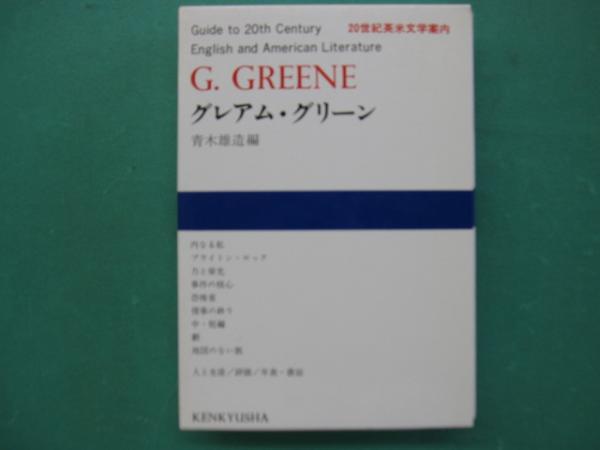 Guide to 20th Century 20世紀英米文学案内
English and American Literature
G. GREENE
グレアム・グリーン
青木雄造編
内なる私
ブライトン・ロック
力と栄光
事件の核心
恐怖省
情事の終り
中・短編
劇
地図のない旅
人と生涯/評価/年表・書誌
KENKYUSHA